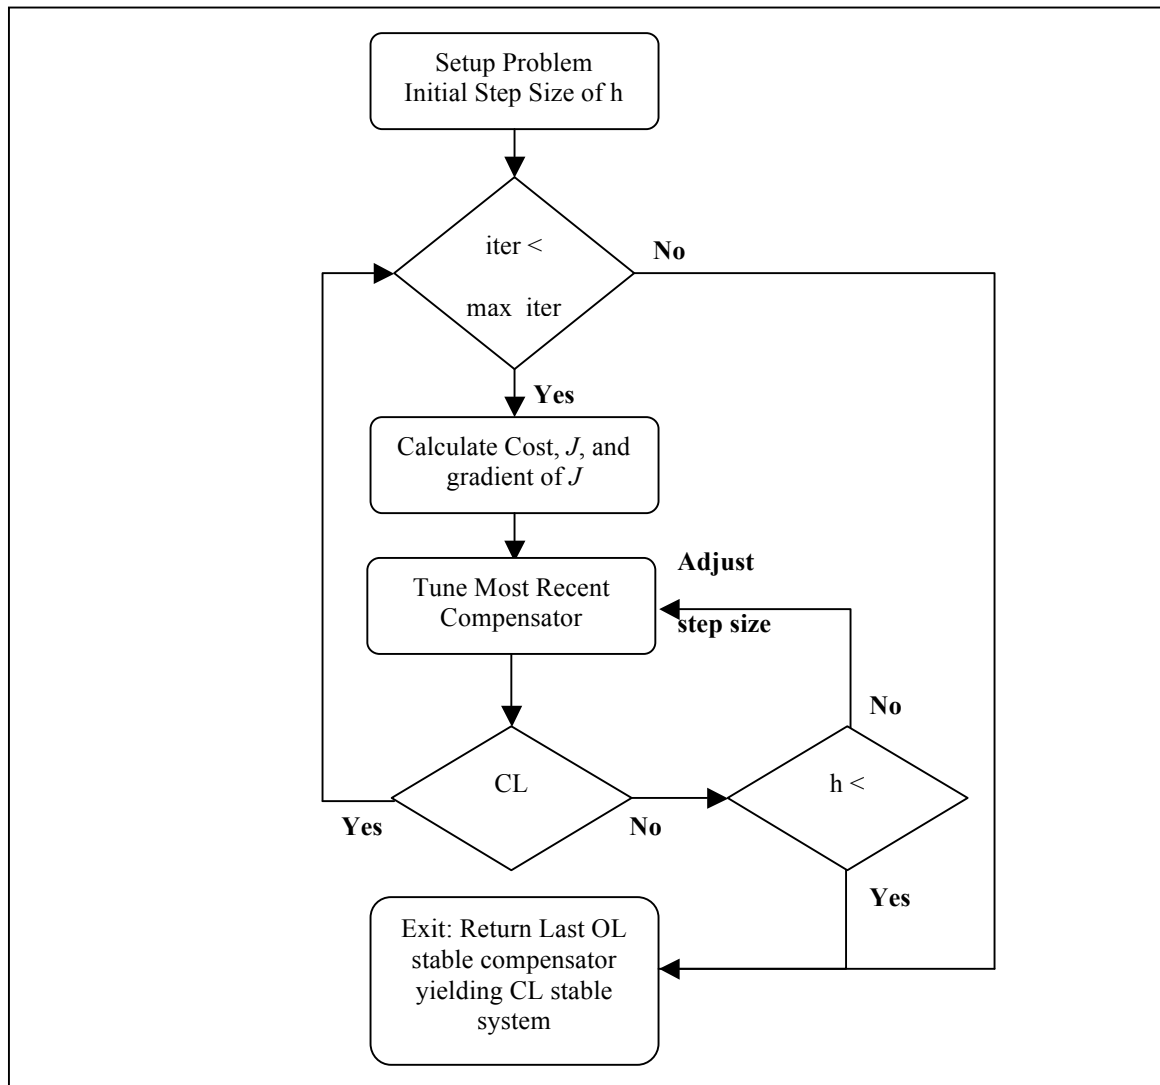 Setup Problem
Initial Step Size of h
iter <
max iter
No
Yes
Calculate Cost, J, and
gradient of J
Tune Most Recent
Compensator
Adjust
step size
No
CL
h <
Yes
No
Yes
Exit: Return Last OL
stable compensator
yielding CL stable
system